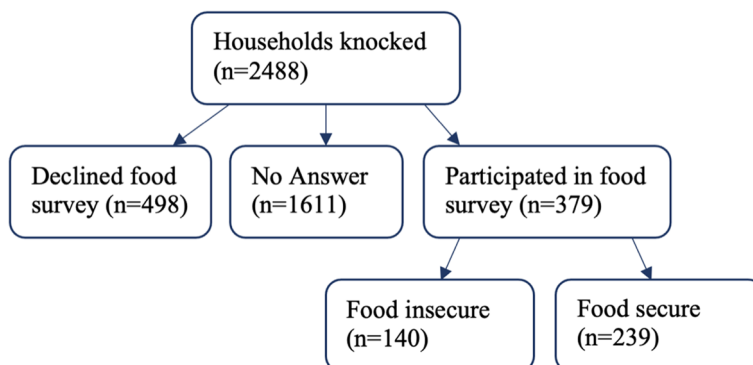 Households knocked
(n=2488)
Declined food
survey (n=498)
No Answer
(n=1611)
Participated in food
survey (n=379)
Food insecure
(n=140)
Food secure
(n=239)